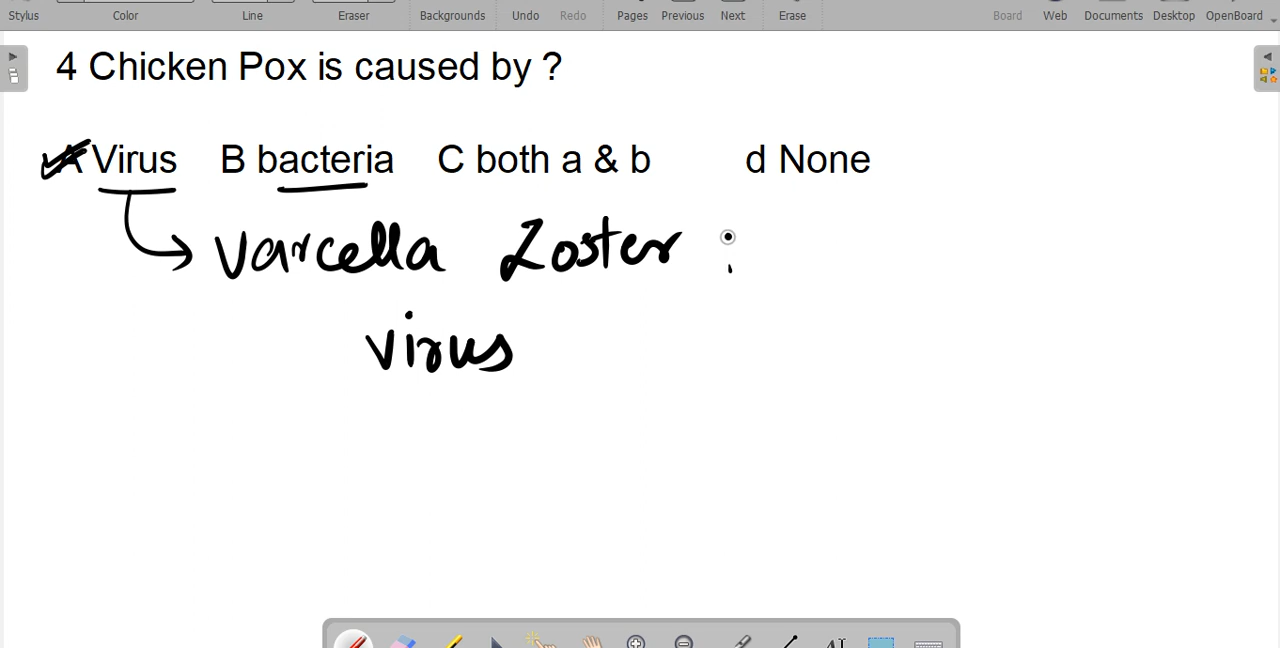 Stylus Color Line Eraser Backgrounds Undo Redo Pages Previous Next Erase Board Web Documents Desktop OpenBoard
4 Chicken Pox is caused by ?
A Virus B bacteria C both a & b d None
Varcella Zoster :
virus